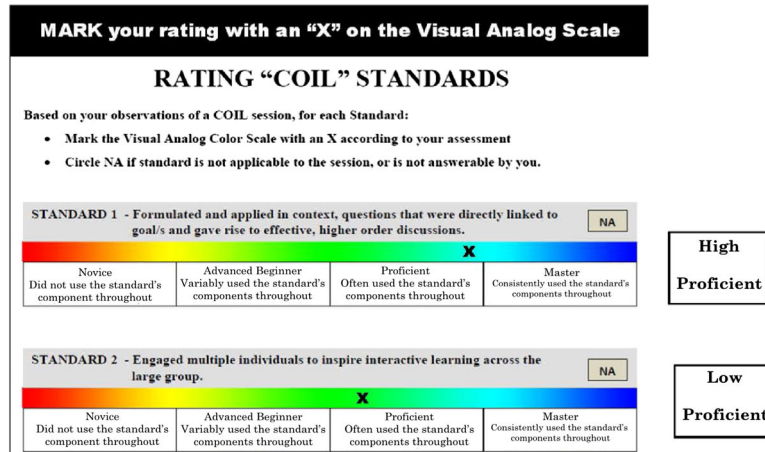 MARK your rating with an “X” on the Visual Analog Scale
RATING “COIL” STANDARDS
Based on your observations of a COIL session, for each Standard:
• Mark the Visual Analog Color Scale with an X according to your assessment
• Circle NA if standard is not applicable to the session, or is not answerable by you.
STANDARD 1 - Formulated and applied in context, questions that were directly linked to
goal/s and gave rise to effective, higher order discussions.
NA
X
Novice
Did not use the standard’s
component throughout
Advanced Beginner
Variably used the standard’s
components throughout
Proficient
Often used the standard’s
components throughout
Master
Consistently used the standard’s
components throughout
High
Proficient
STANDARD 2 - Engaged multiple individuals to inspire interactive learning across the
large group.
NA
X
Novice
Did not use the standard’s
component throughout
Advanced Beginner
Variably used the standard’s
components throughout
Proficient
Often used the standard’s
components throughout
Master
Consistently used the standard’s
components throughout
Low
Proficient